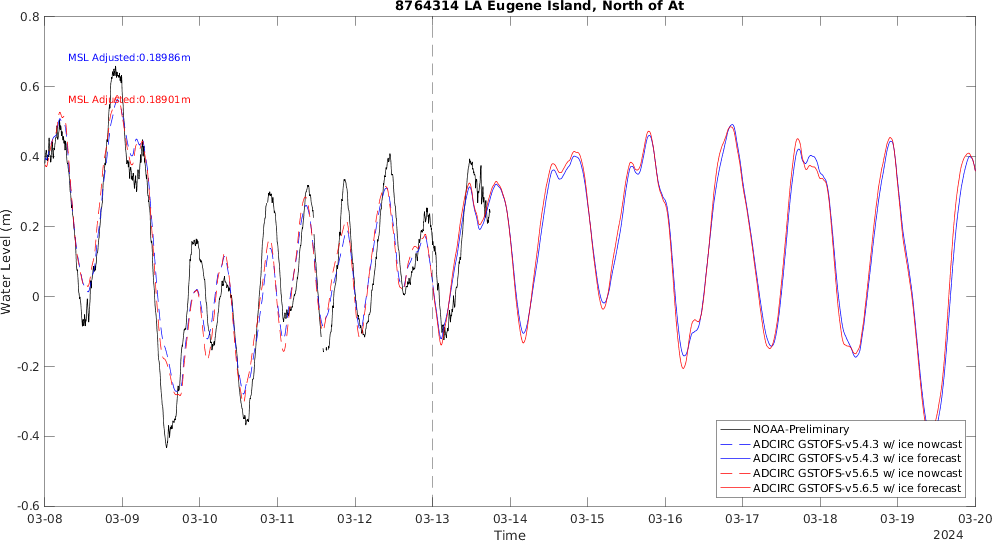 8764314 LA Eugene Island, North of At
MSL Adjusted:0.18986m
MSL Adjusted:0.18901m
Water Level (m)
0.8
0.6
0.4
0.2
0
-0.2
-0.4
-0.6
NOAA-Preliminary
ADCIRC GSTOFS-v5.4.3 w/ ice nowcast
ADCIRC GSTOFS-v5.4.3 w/ ice forecast
ADCIRC GSTOFS-v5.6.5 w/ ice nowcast
ADCIRC GSTOFS-v5.6.5 w/ ice forecast
03-08 03-09 03-10 03-11 03-12 03-13 03-14 03-15 03-16 03-17 03-18 03-19 03-20
Time
2024